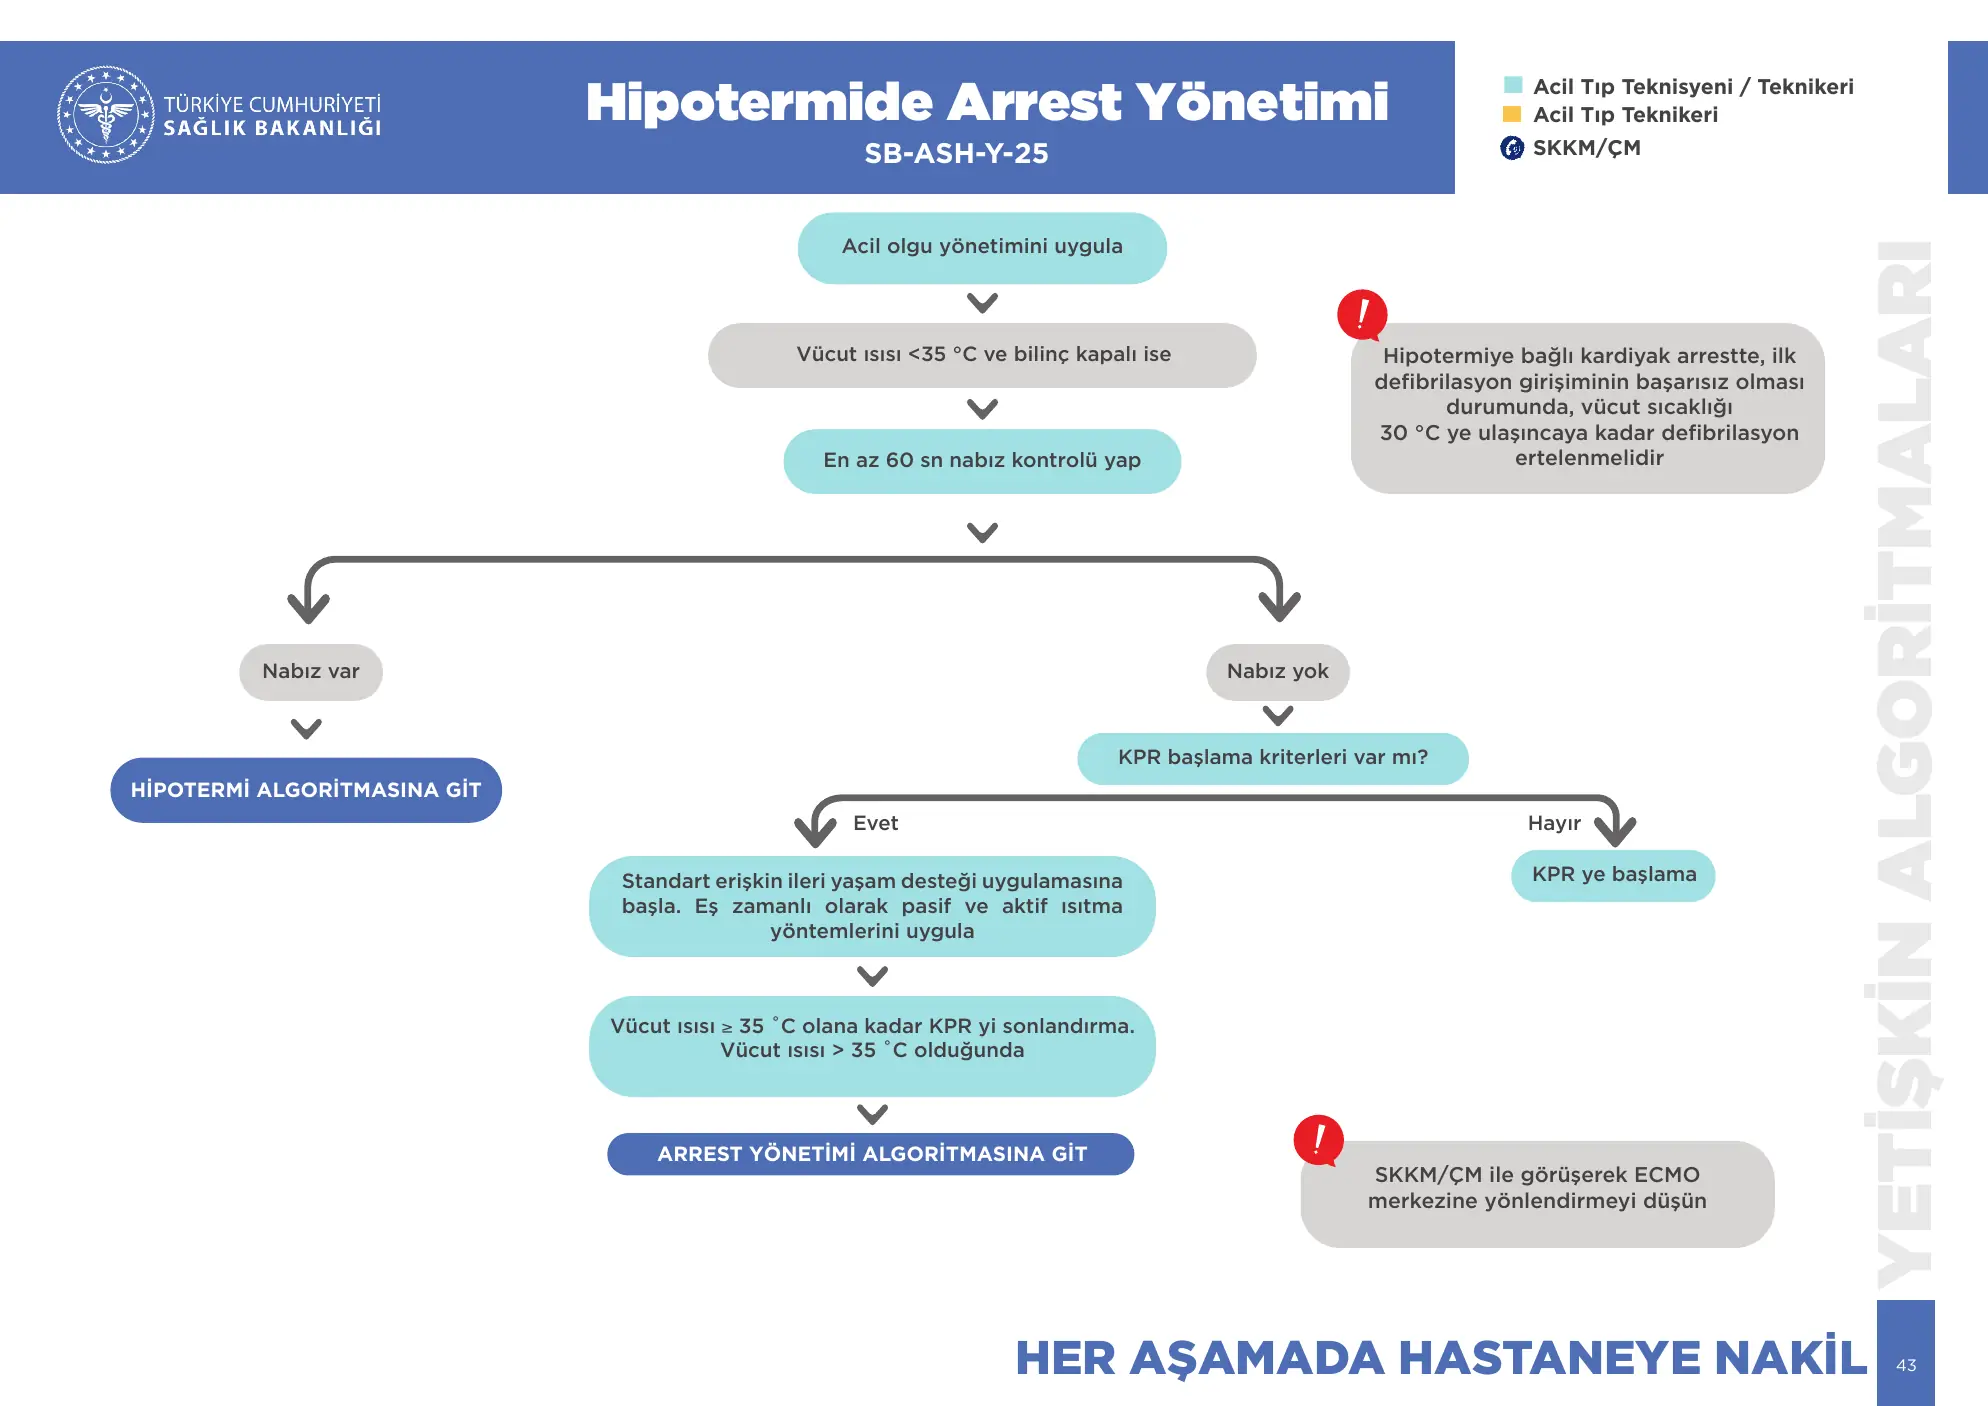 TÜRKİYE CUMHURİYETİ
SAĞLIK BAKANLIĞI
Hipotermide Arrest Yönetimi
SB-ASH-Y-25
Acil Tıp Teknisyeni / Teknikeri
Acil Tıp Teknikeri
SKKM/ÇM
Acil olgu yönetimini uygula
Vücut ısısı <35 °C ve bilinç kapalı ise
En az 60 sn nabız kontrolü yap
!
Hipotermiye bağlı kardiyak arrestte, ilk
defibrilasyon girişiminin başarısız olması
durumunda, vücut sıcaklığı
30 °C ye ulaşıncaya kadar defibrilasyon
ertelenmelidir
Nabız var
HİPOTERMİ ALGORİTMASINA GİT
Nabız yok
KPR başlama kriterleri var mı?
Evet
Hayır
Standart erişkin ileri yaşam desteği uygulamasına
başla. Eş zamanlı olarak pasif ve aktif ısıtma
yöntemlerini uygula
KPR ye başlama
Vücut ısısı ≥ 35 ˚C olana kadar KPR yi sonlandırma.
Vücut ısısı > 35 ˚C olduğunda
ARREST YÖNETİMİ ALGORİTMASINA GİT
!
SKKM/ÇM ile görüşerek ECMO
merkezine yönlendirmeyi düşün
YETİŞKİN ALGORİTMALARI
HER AŞAMADA HASTANEYE NAKİL
43